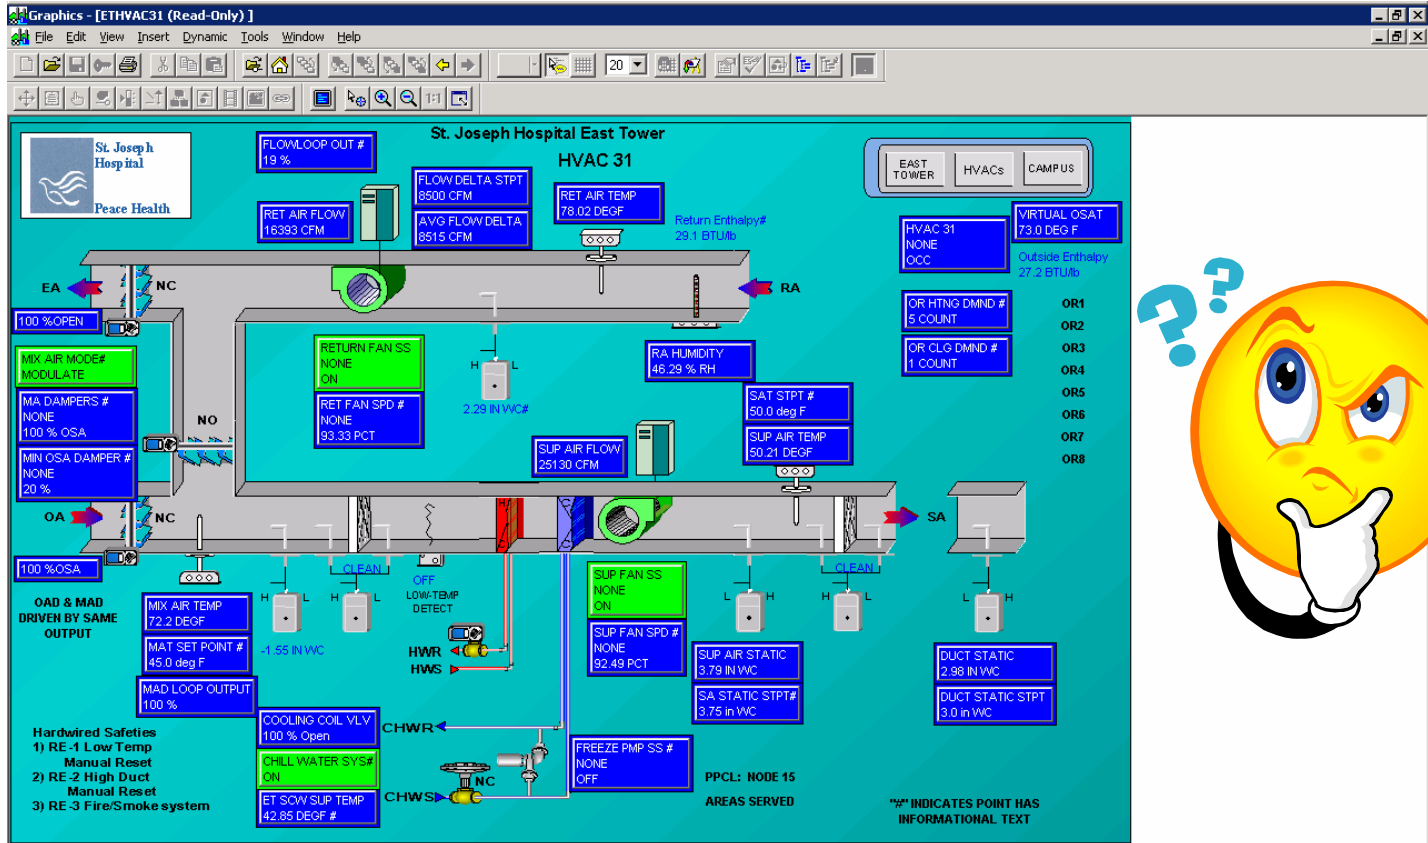 Graphics - [ETHVAC31 (Read-Only) ]
File Edit View Insert Dynamic Tools Window Help
20
1:1
St. Joseph
Hospital
Peace Health
St. Joseph Hospital East Tower
HVAC 31
FLOWLOOP OUT #
19 %
RET AIR FLOW
16393 CFM
FLOW DELTA STPT
8500 CFM
AVG FLOW DELTA
8515 CFM
RET AIR TEMP
78.02 DEGF
Return Enthalpy#
29.1 BTU/lb
EAST
TOWER
HVACs
CAMPUS
HVAC 31
NONE
OCC
VIRTUAL OSAT
73.0 DEG F
Outside Enthalpy
27.2 BTU/lb
EA
NC
RA
100 %OPEN
OR HTNG DMND #
5 COUNT
OR CLG DMND #
1 COUNT
OR1
OR2
OR3
OR4
OR5
OR6
OR7
OR8
MIX AIR MODE#
MODULATE
MA DAMPERS #
NONE
100 % OSA
MIN OSA DAMPER #
NONE
20 %
NO
RETURN FAN SS
NONE
ON
RET FAN SPD #
NONE
93.33 PCT
H L
2.29 IN WC#
RA HUMIDITY
46.29 % RH
SUP AIR FLOW
25130 CFM
SAT STPT #
50.0 deg F
SUP AIR TEMP
50.21 DEGF
OA
NC
H
C
C
C
SA
100 %OSA
CLEAN
OFF
LOW-TEMP
DETECT
CLEAN
H L
H L
L H
H L
L H
OAD & MAD
DRIVEN BY SAME
OUTPUT
MIX AIR TEMP
72.2 DEGF
MAT SET POINT #
45.0 deg F
MAD LOOP OUTPUT
100 %
-1.55 IN WC
HWR
HWS
SUP FAN SS
NONE
ON
SUP FAN SPD #
NONE
92.49 PCT
SUP AIR STATIC
3.79 IN WC
SA STATIC STPT#
3.75 in WC
DUCT STATIC
2.98 IN WC
DUCT STATIC STPT
3.0 in WC
Hardwired Safeties
1) RE-1 Low Temp
Manual Reset
2) RE-2 High Duct
Manual Reset
3) RE-3 Fire/Smoke system
COOLING COIL VLV
100 % Open
CHILL WATER SYS#
ON
ET SCW SUP TEMP
42.85 DEGF #
CHWR
CHWS
NC
FREEZE PMP SS #
NONE
OFF
PPCL: NODE 15
AREAS SERVED
"#" INDICATES POINT HAS
INFORMATIONAL TEXT
? ?